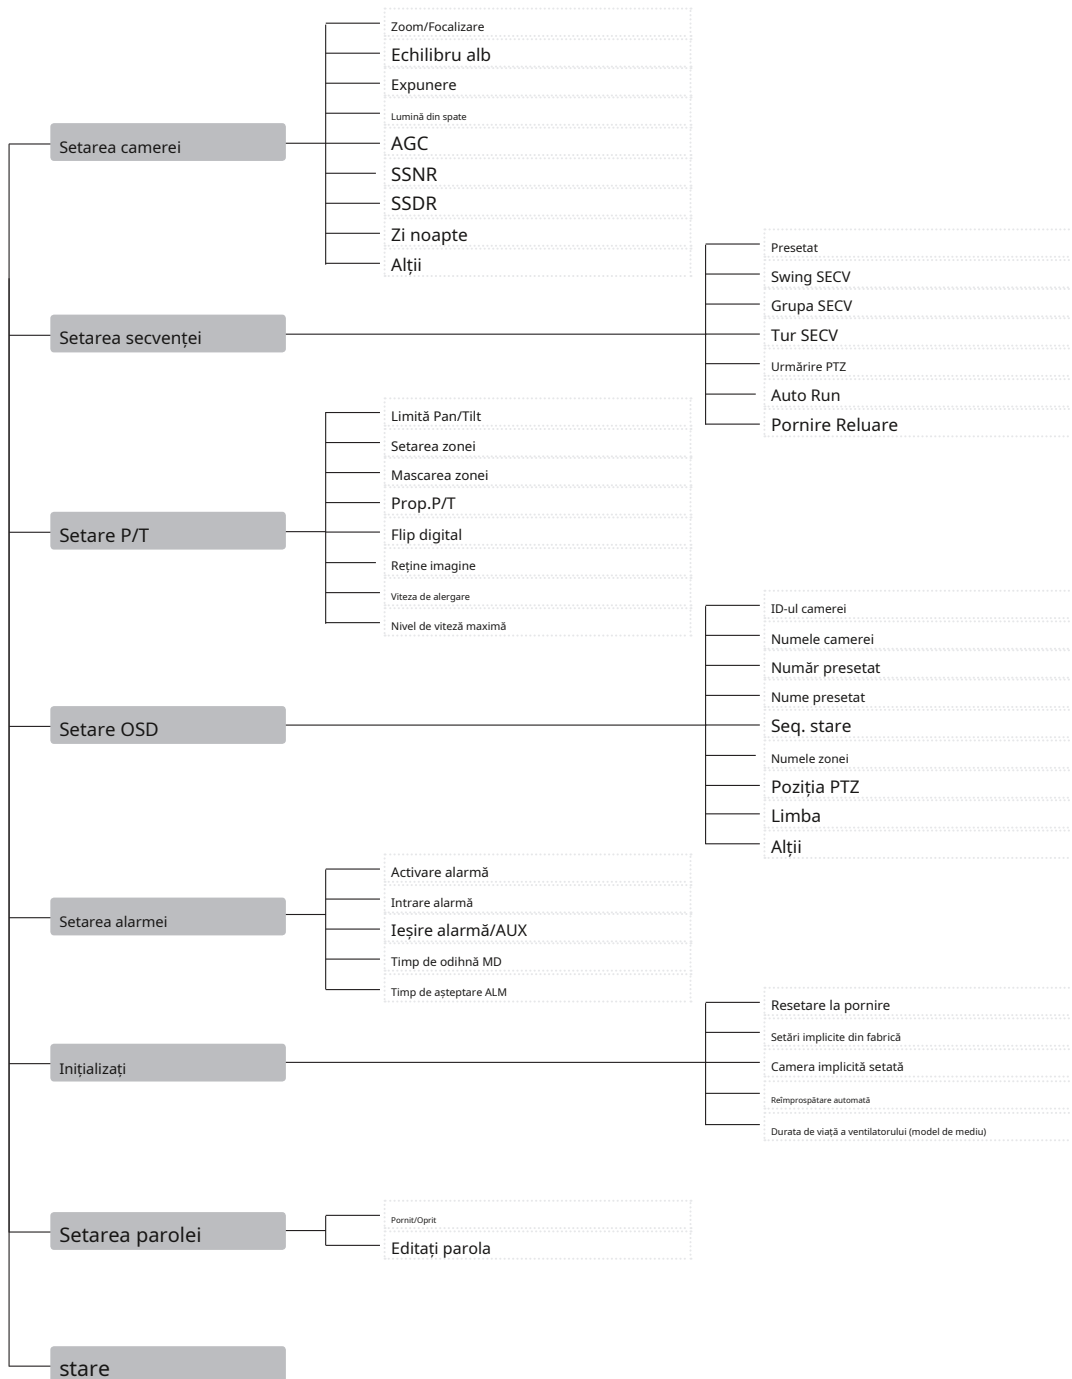 Setarea camerei
Zoom/Focalizare
Echilibru alb
Expunere
Lumină din spate
AGC
SSNR
SSDR
Zi noapte
Alții
Setarea secvenței
Presetat
Swing SECV
Grupa SECV
Tur SECV
Urmărire PTZ
Auto Run
Pornire Reluare
Setare P/T
Limită Pan/Tilt
Setarea zonei
Mascarea zonei
Prop.P/T
Flip digital
Reține imagine
Viteza de alergare
Nivel de viteză maximă
Setare OSD
ID-ul camerei
Numele camerei
Număr presetat
Nume presetat
Seq. stare
Numele zonei
Poziția PTZ
Limba
Alții
Setarea alarmei
Activare alarmă
Intrare alarmă
Ieșire alarmă/AUX
Timp de odihnă MD
Timp de așteptare ALM
Inițializați
Resetare la pornire
Setări implicite din fabrică
Camera implicită setată
Reîmprospătare automată
Durata de viață a ventilatorului (model de mediu)
Setarea parolei
Pornit/Oprit
Editați parola
stare